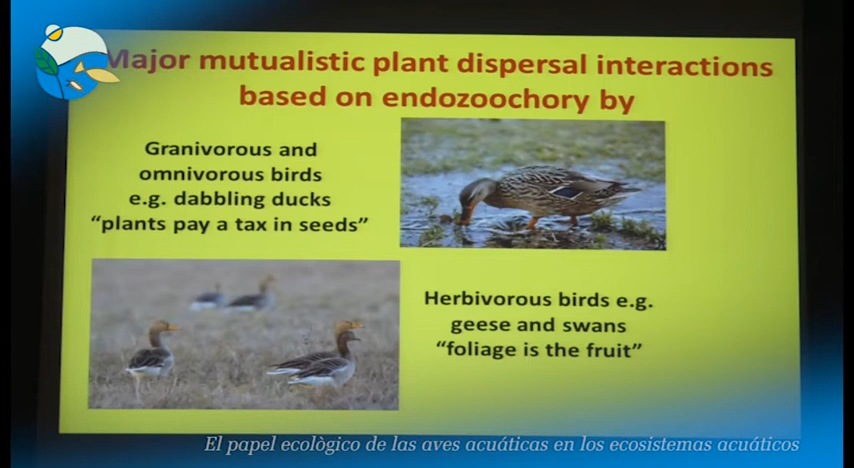 Major mutualistic plant dispersal interactions
based on endozoochory by
Granivorous and
omnivorous birds
e.g. dabbling ducks
“plants pay a tax in seeds”
Herbivorous birds e.g.
geese and swans
“foliage is the fruit”
El papel ecològico de las aves acuáticas en los ecosistemas acuáticos